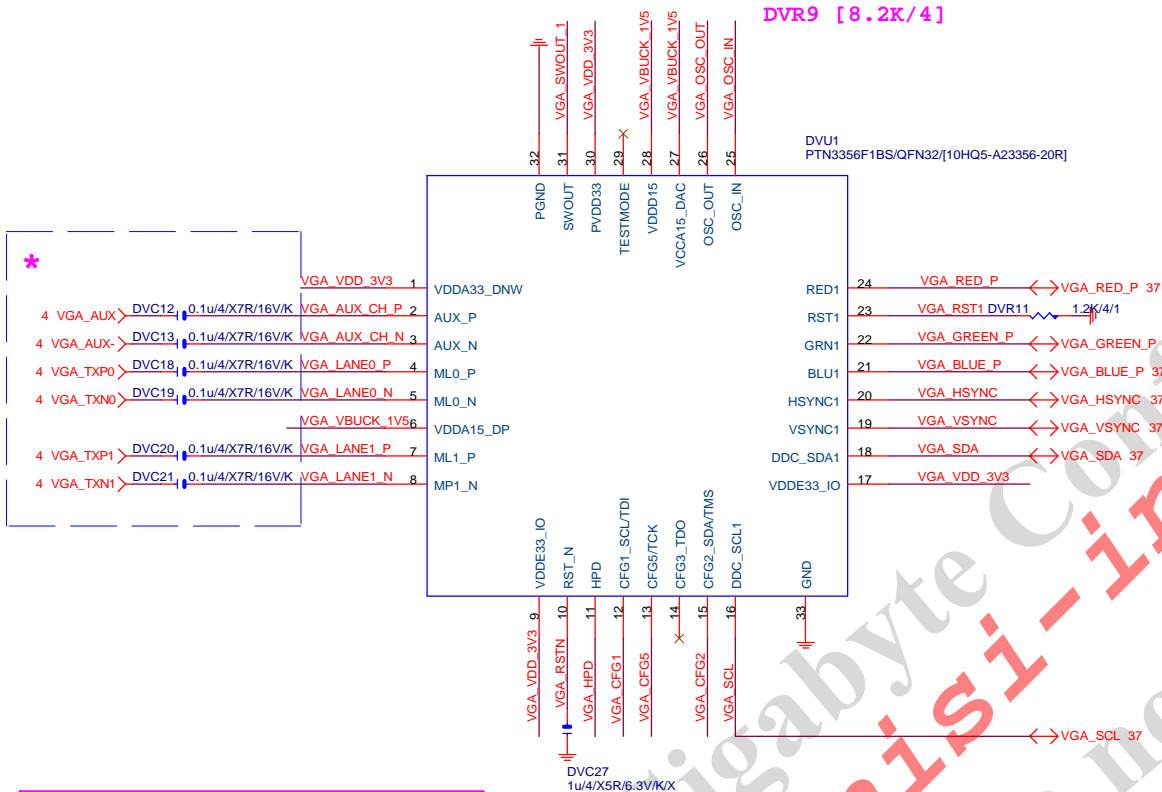 DVR9 [8.2K/4]
VGA_SWOUT_1
VGA_VDD_3V3
VGA_VBUCK_1V5
VGA_VBUCK_1V5
VGA_OSC_OUT
VGA_OSC_IN
DVU1
PTN3356F1BS/QFN32/[10HQ5-A23356-20R]
32 31 30 29 28 27 26 25
PGND
SWOUT
PVDD33
TESTMODE
VDDD15
VCCA15_DAC
OSC_OUT
OSC_IN
*
VGA_VDD_3V3 1 VDDA33_DNW
4 VGA_AUX DVC12 0.1u/4/X7R/16V/K VGA_AUX_CH_P 2 AUX_P
4 VGA_AUX- DVC13 0.1u/4/X7R/16V/K VGA_AUX_CH_N 3 AUX_N
4 VGA_TXP0 DVC18 0.1u/4/X7R/16V/K VGA_LANE0_P 4 ML0_P
4 VGA_TXN0 DVC19 0.1u/4/X7R/16V/K VGA_LANE0_N 5 ML0_N
VGA_VBUCK_1V5 6 VDDA15_DP
4 VGA_TXP1 DVC20 0.1u/4/X7R/16V/K VGA_LANE1_P 7 ML1_P
4 VGA_TXN1 DVC21 0.1u/4/X7R/16V/K VGA_LANE1_N 8 MP1_N
RED1 24 VGA_RED_P VGA_RED_P 37
RST1 23 VGA_RST1 DVR11 1.2K/4/1
GRN1 22 VGA_GREEN_P VGA_GREEN_P
BLU1 21 VGA_BLUE_P VGA_BLUE_P 37
HSYNC1 20 VGA_HSYNC VGA_HSYNC 37
VSYNC1 19 VGA_VSYNC VGA_VSYNC 37
DDC_SDA1 18 VGA_SDA VGA_SDA 37
VDDE33_IO 17 VGA_VDD_3V3
VDDE33_IO
RST_N
HPD
CFG1_SCL/TDI
CFG5/TCK
CFG3_TDO
CFG2_SDA/TMS
DDC_SCL1
GND
9 10 11 12 13 14 15 16 33
VGA_VDD_3V3
VGA_RSTN
VGA_HPD
VGA_CFG1
VGA_CFG5
VGA_CFG2
VGA_SCL
VGA_SCL 37
DVC27
1u/4/X5R/6.3V/K/X